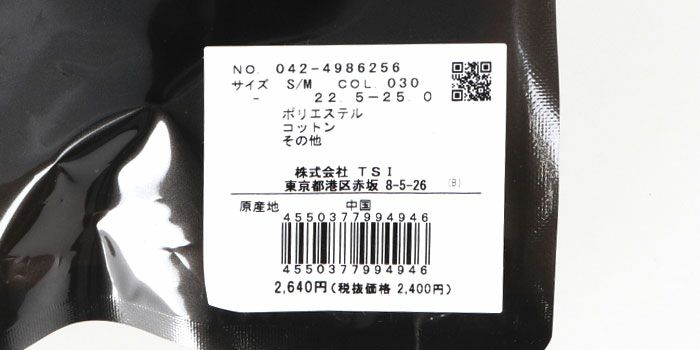 NO. 042-4986256
サイズ S/M COL. 030
- 22.5-25.0
ポリエステル
コットン
その他
株式会社 TSI
東京都港区赤坂 8-5-26 (B)
原産地 中国
4550377994946
4550377994946
2,640円(税抜価格 2,400円)